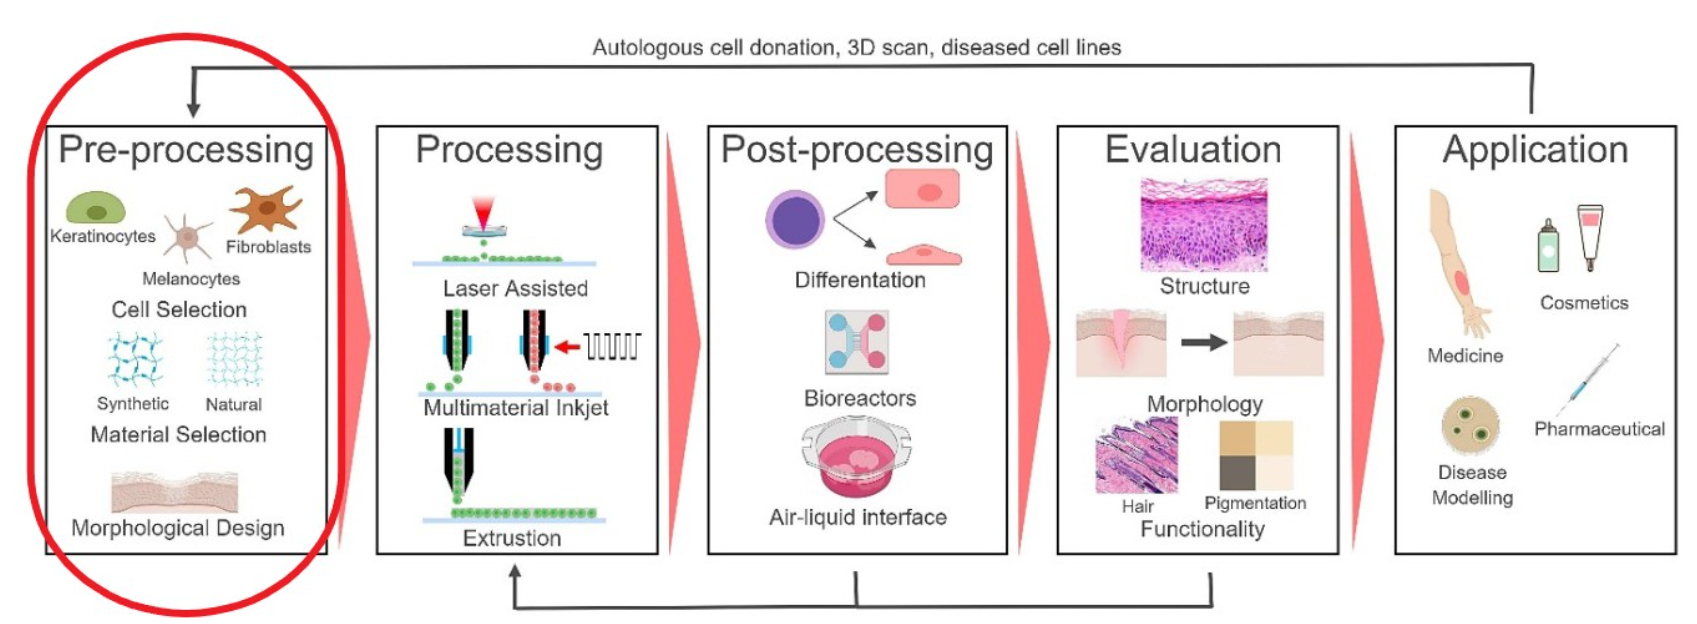 Autologous cell donation, 3D scan, diseased cell lines
Pre-processing
Keratinocytes
Fibroblasts
Melanocytes
Cell Selection
Synthetic
Natural
Material Selection
Morphological Design
Processing
Laser Assisted
Multimaterial Inkjet
Extrustion
Post-processing
Differentation
Bioreactors
Air-liquid interface
Evaluation
Structure
Morphology
Hair
Pigmentation
Functionality
Application
Cosmetics
Medicine
Pharmaceutical
Disease
Modelling